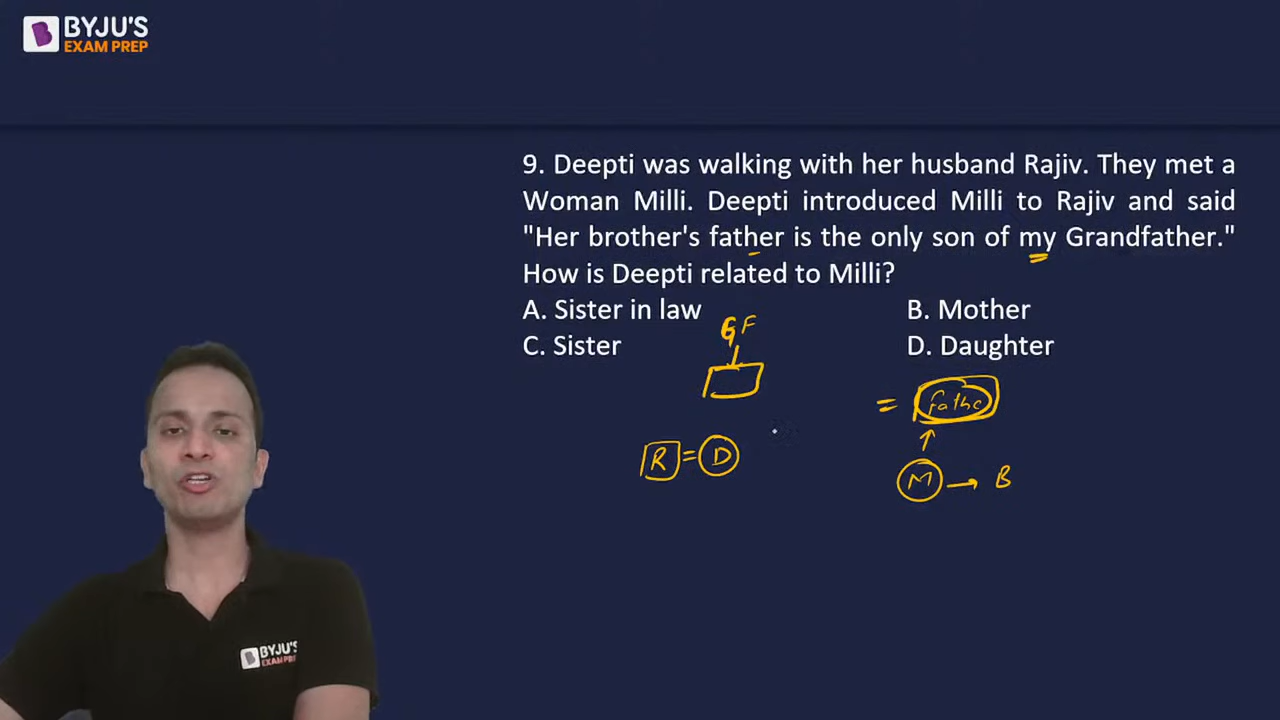 BYJU'S
EXAM PREP
9. Deepti was walking with her husband Rajiv. They met a
Woman Milli. Deepti introduced Milli to Rajiv and said
"Her brother's father is the only son of my Grandfather."
How is Deepti related to Milli?
A. Sister in law
B. Mother
C. Sister
D. Daughter
GF
= Fathe
R = D
M → B
BYJU'S
EXAM PREP